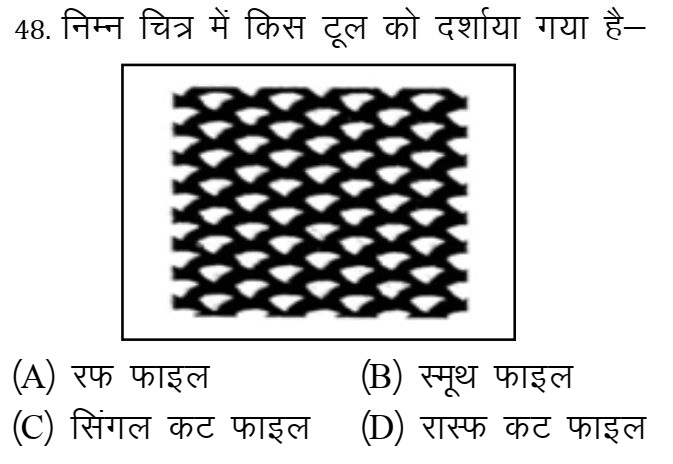 48. निम्न चित्र में किस टूल को दर्शाया गया है–
(A) रफ फाइल (B) स्मूथ फाइल
(C) सिंगल कट फाइल (D) रास्फ कट फाइल